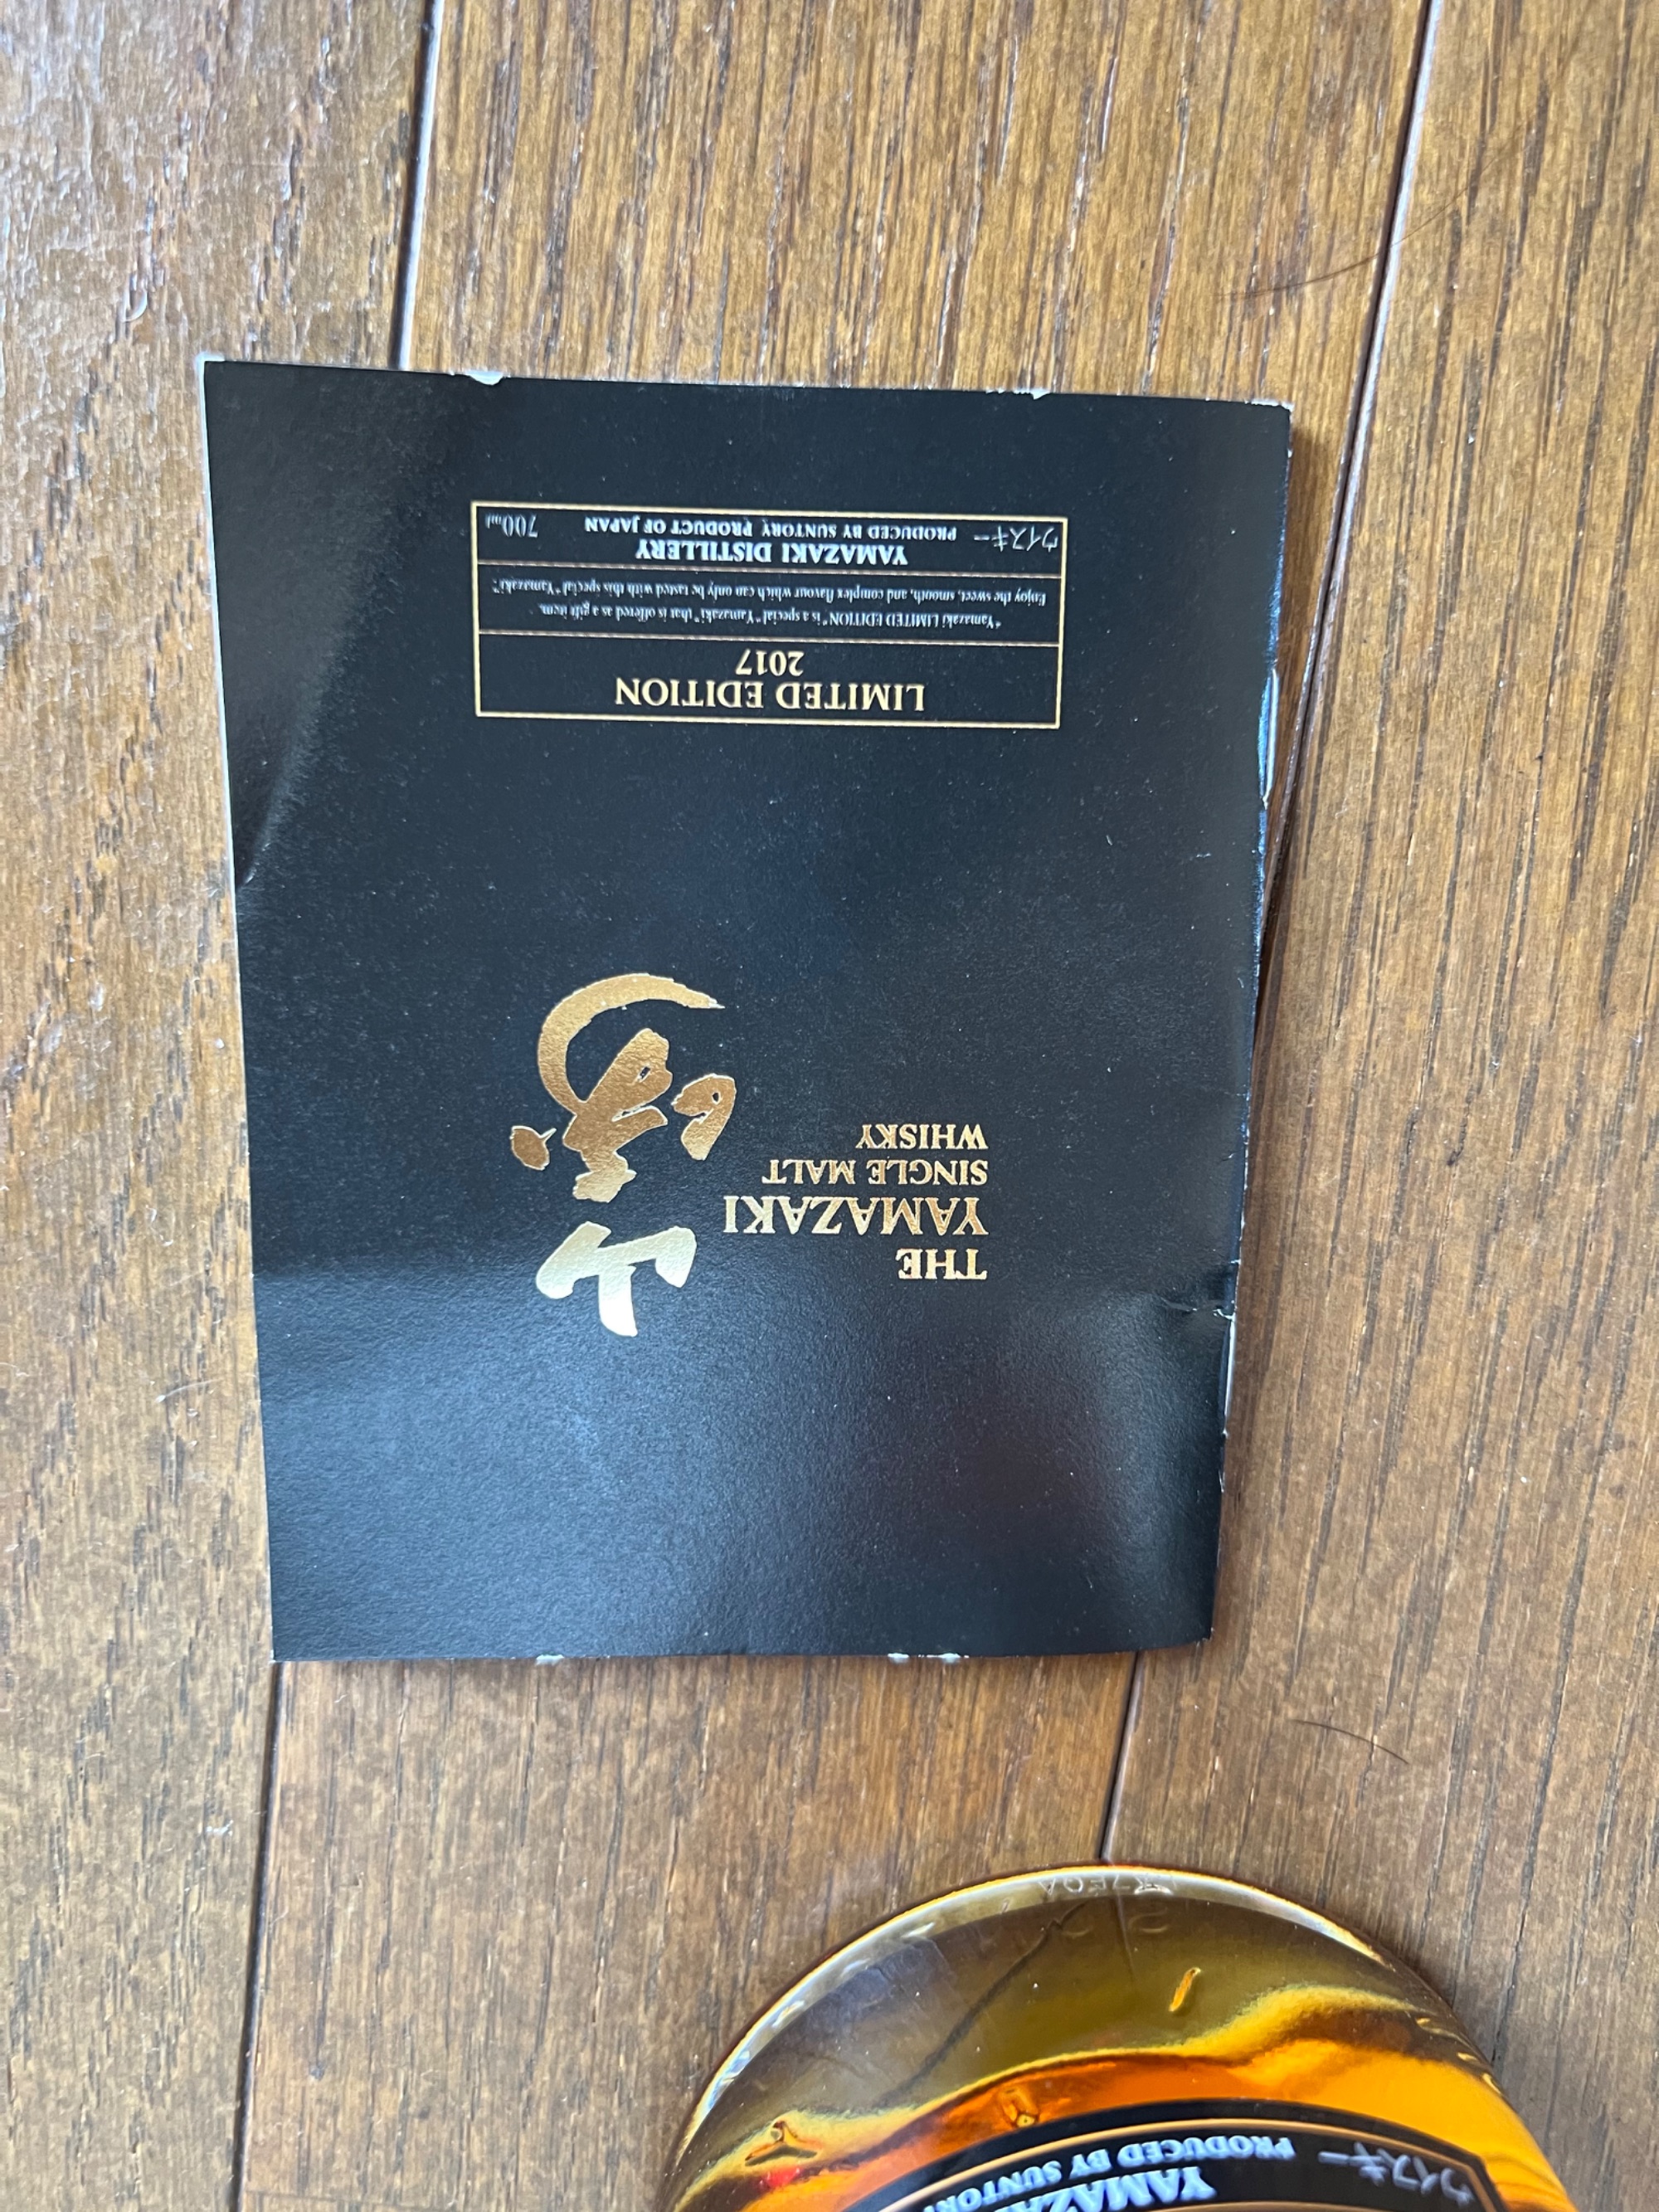 THE
YAMAZAKI
SINGLE MALT
WHISKY
山崎
LIMITED EDITION
2017
"Yamazaki LIMITED EDITION" is a special "Yamazaki" that is offered as a gift item.
Enjoy the sweet, smooth, and complex flavour which can only be tasted with this special "Yamazaki".
YAMAZAKI DISTILLERY
ウイスキー PRODUCED BY SUNTORY, PRODUCT OF JAPAN 700ml
ウイスキー
PRODUCED BY